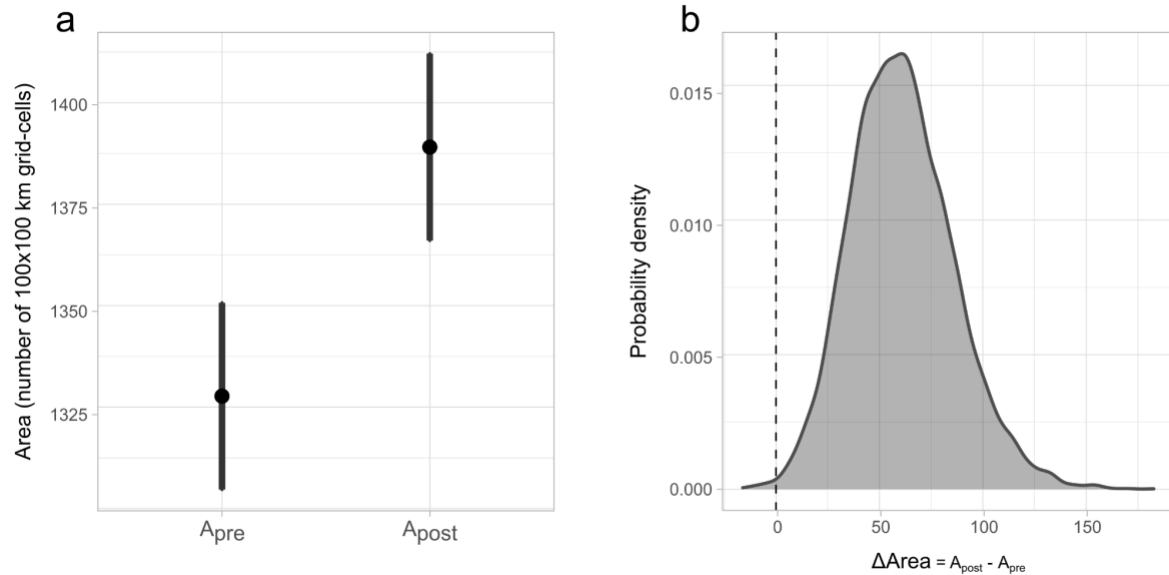 a
Area (number of 100x100 km grid-cells)
1400
1375
1350
1325
Apre
Apost
b
Probability density
0.015
0.010
0.005
0.000
0
50
100
150
ΔArea = Apost - Apre